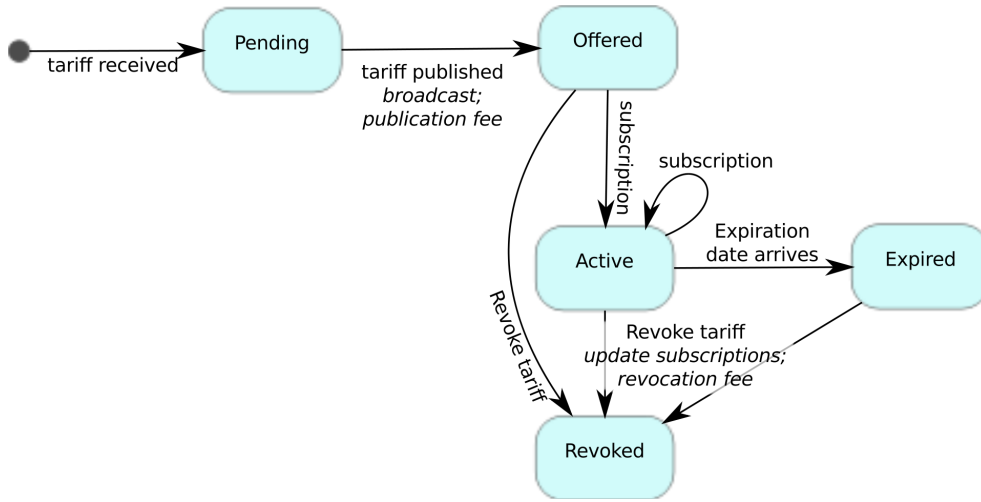 Pending
tariff received
tariff published
broadcast;
publication fee
Offered
subscription
subscription
Active
Expiration
date arrives
Expired
Revoke tariff
Revoke tariff
update subscriptions;
revocation fee
Revoked